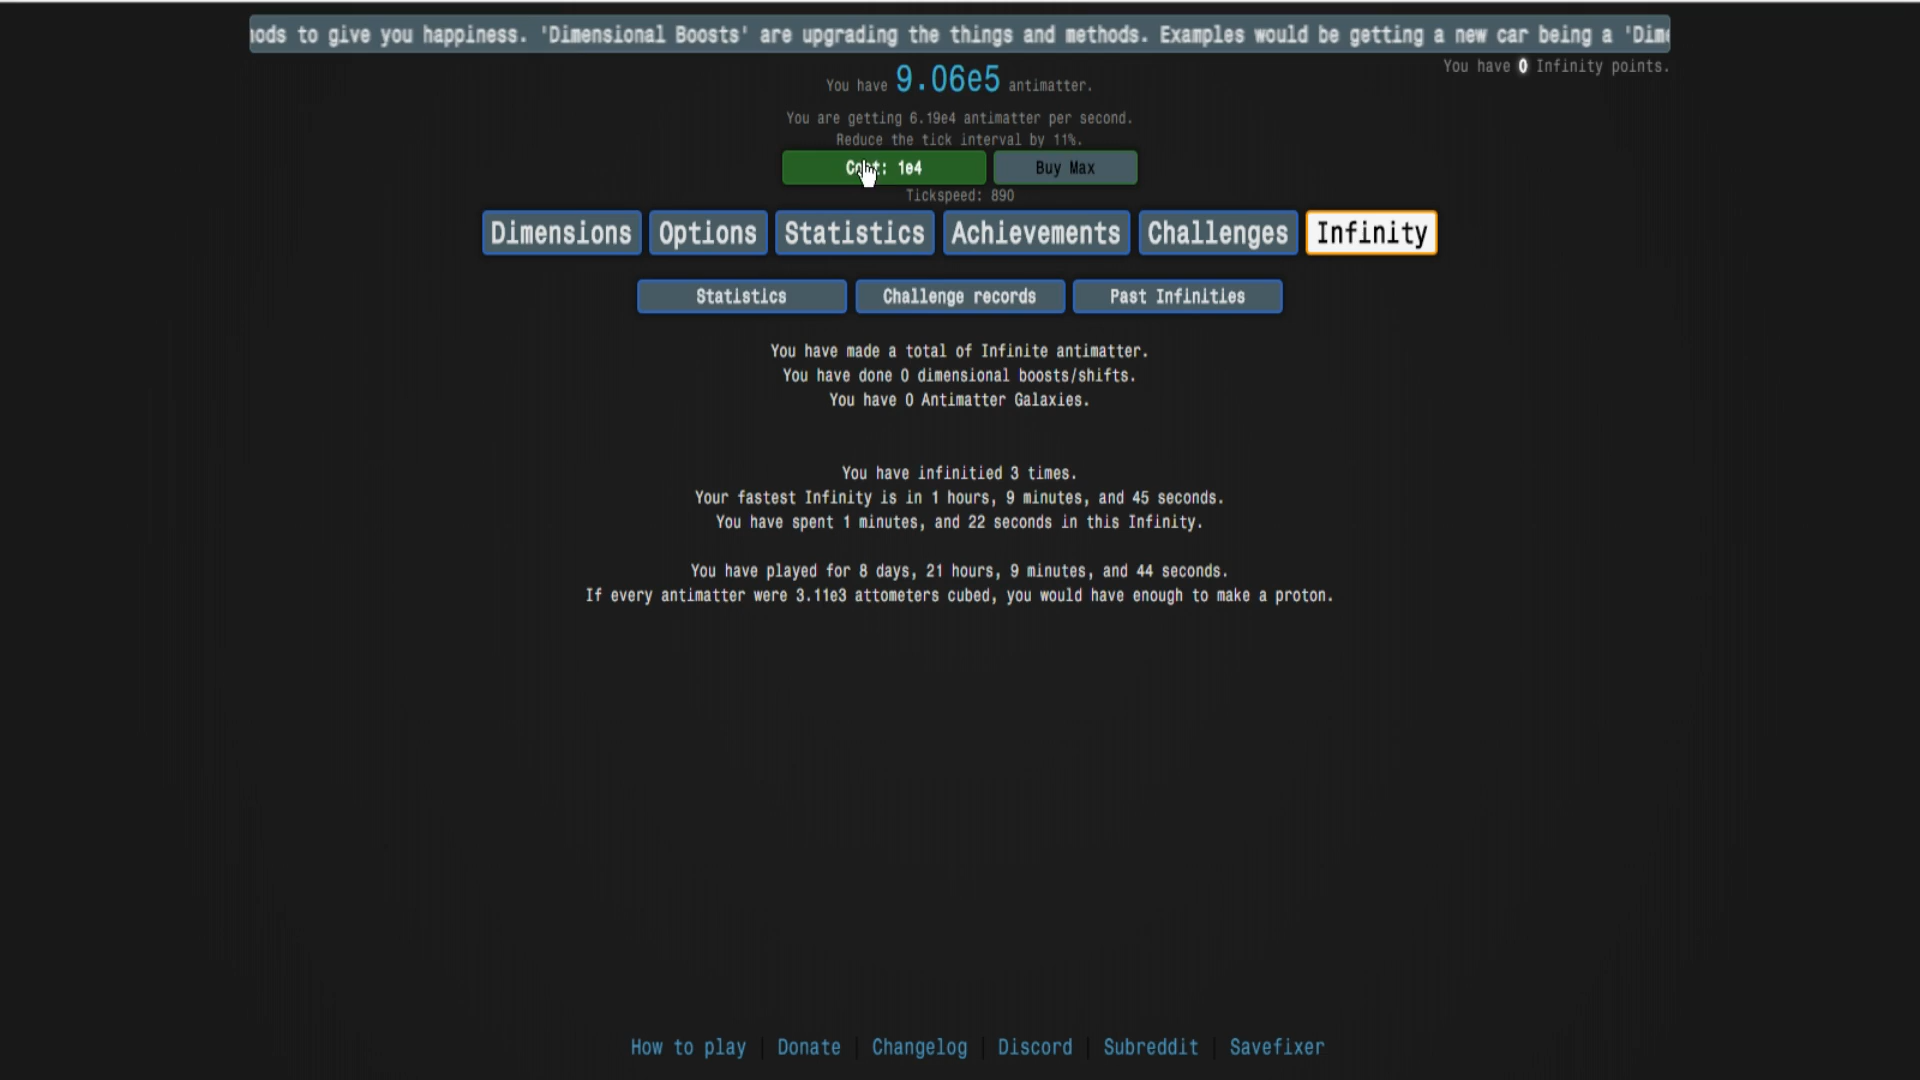 to give you happiness. 'Dimensional Boosts' are upgrading the things and methods. Examples would be getting a new car being a
You have 0 Infinity points.
You have 9.06e5 antimatter.
You are getting 6.19e4 antimatter per second.
Reduce the tick interval by 11%.
Cost: 1e4
Buy Max
Tickspeed: 890
Dimensions Options Statistics Achievements Challenges Infinity
Statistics Challenge records Past Infinities
You have made a total of Infinite antimatter.
You have done 0 dimensional boosts/shifts.
You have 0 Antimatter Galaxies.
You have infinitied 3 times.
Your fastest Infinity is in 1 hours, 9 minutes, and 45 seconds.
You have spent 1 minutes, and 22 seconds in this Infinity.
You have played for 8 days, 21 hours, 9 minutes, and 44 seconds.
If every antimatter were 3.11e3 attometers cubed, you would have enough to make a proton.
How to play | Donate | Changelog | Discord | Subreddit | Savefixer